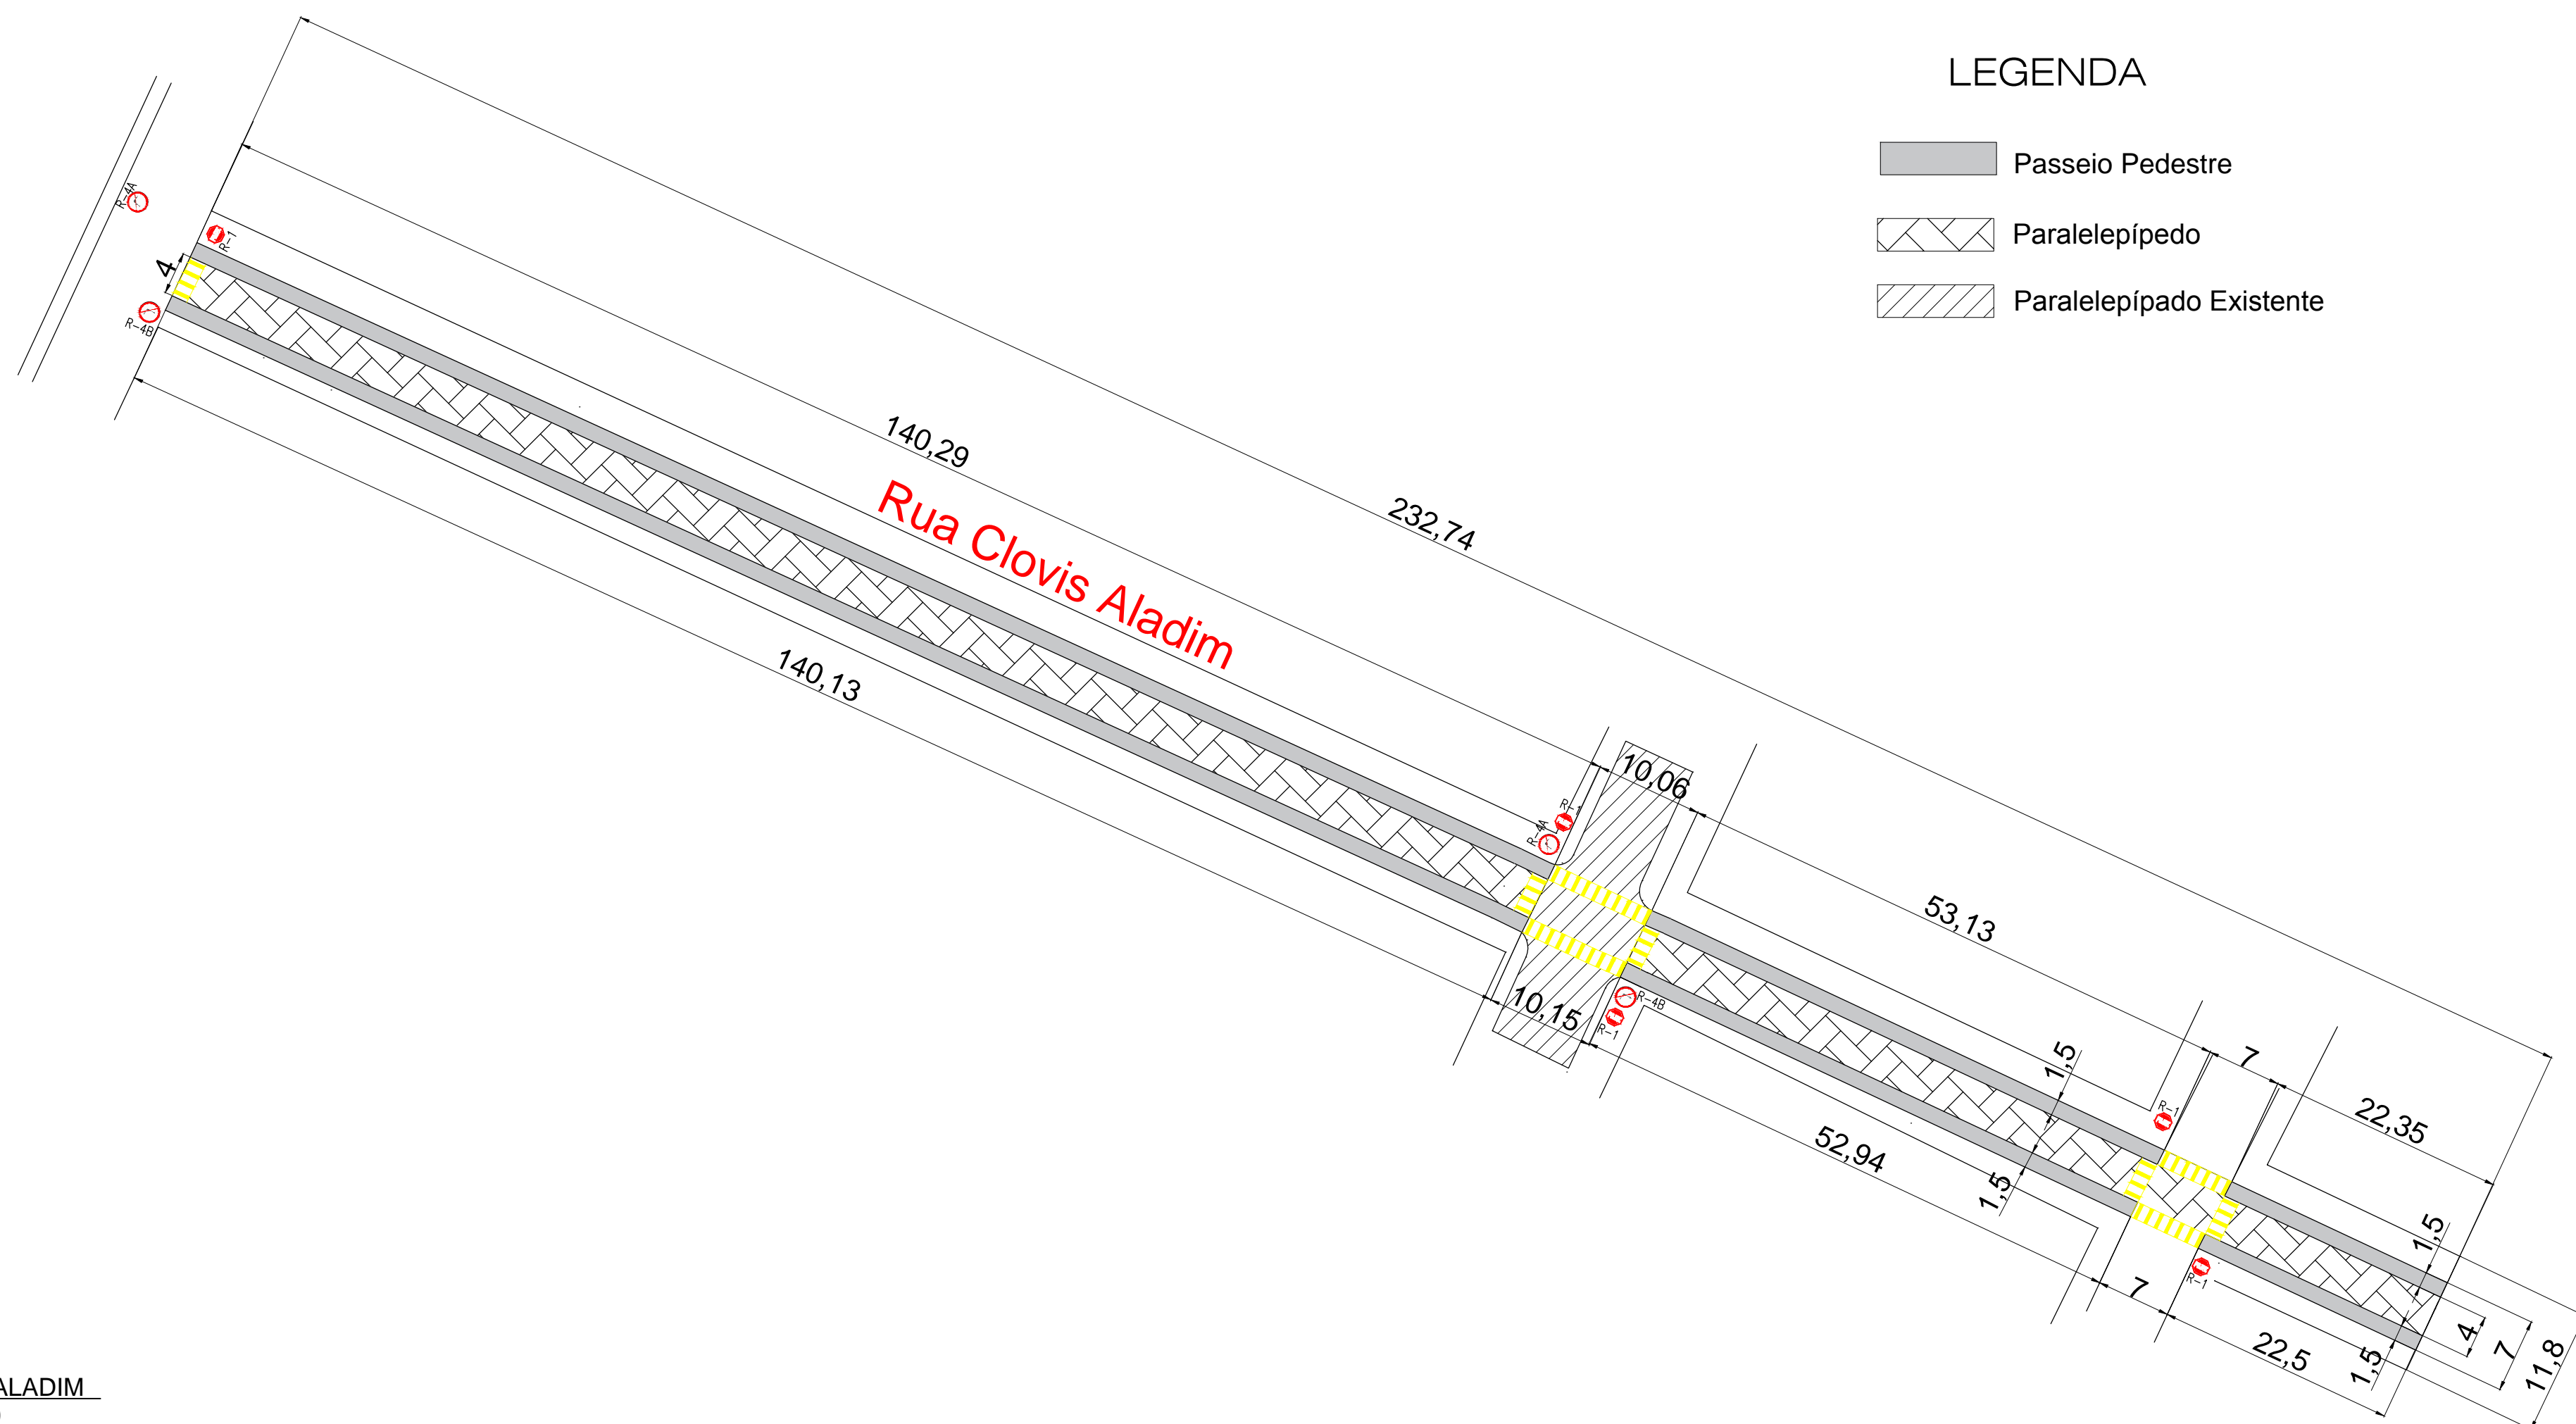 LEGENDA
Passeio Pedestre
Paralelepípedo
Paralelepípado Existente
R-4A
R-1
4
R-4B
140,29
232,74
Rua Clovis Aladim
140,13
10,06
R-1
R-4A
53,13
10,15
R-4B
R-1
1,5
7
R-1
22,35
52,94
1,5
1,5
R-1
7
4
7
11,8
22,5
1,5
ALADIM